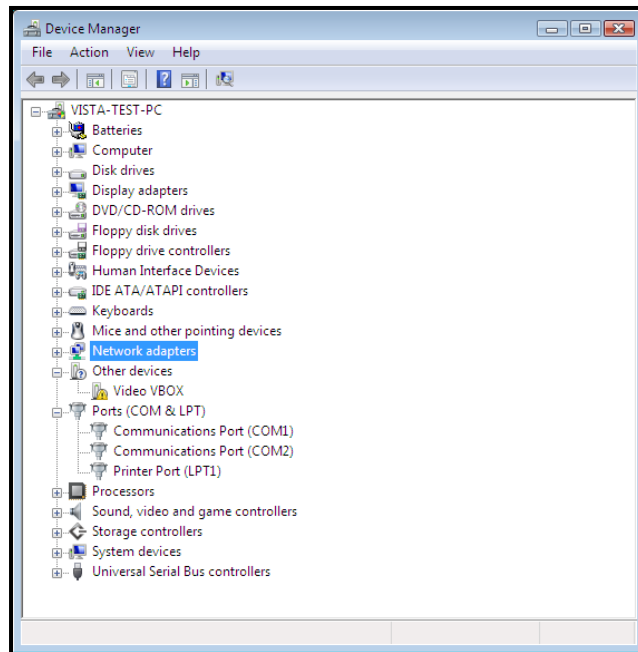 Device Manager
File Action View Help
VISTA-TEST-PC
Batteries
Computer
Disk drives
Display adapters
DVD/CD-ROM drives
Floppy disk drives
Floppy drive controllers
Human Interface Devices
IDE ATA/ATAPI controllers
Keyboards
Mice and other pointing devices
Network adapters
Other devices
Video VBOX
Ports (COM & LPT)
Communications Port (COM1)
Communications Port (COM2)
Printer Port (LPT1)
Processors
Sound, video and game controllers
Storage controllers
System devices
Universal Serial Bus controllers